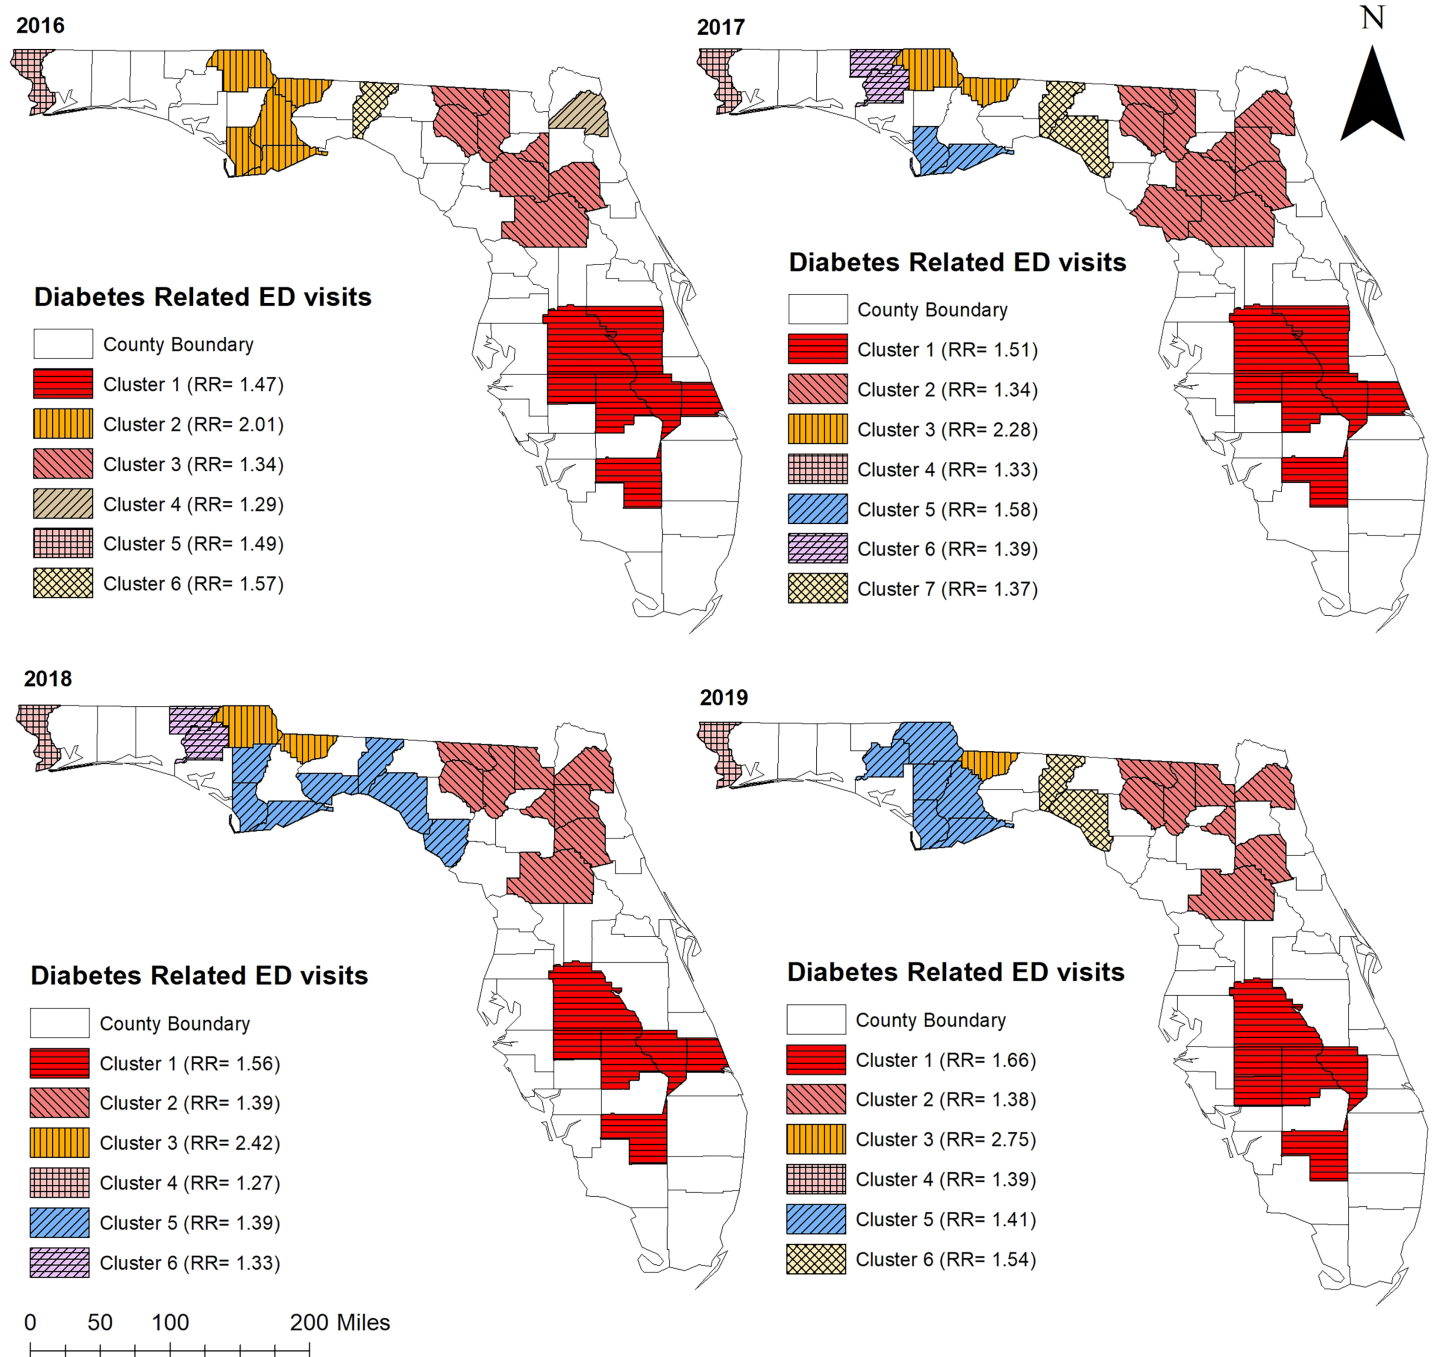 2016
2017
N
Diabetes Related ED visits
County Boundary
Cluster 1 (RR= 1.47)
Cluster 2 (RR= 2.01)
Cluster 3 (RR= 1.34)
Cluster 4 (RR= 1.29)
Cluster 5 (RR= 1.49)
Cluster 6 (RR= 1.57)
Diabetes Related ED visits
County Boundary
Cluster 1 (RR= 1.51)
Cluster 2 (RR= 1.34)
Cluster 3 (RR= 2.28)
Cluster 4 (RR= 1.33)
Cluster 5 (RR= 1.58)
Cluster 6 (RR= 1.39)
Cluster 7 (RR= 1.37)
2018
2019
Diabetes Related ED visits
County Boundary
Cluster 1 (RR= 1.56)
Cluster 2 (RR= 1.39)
Cluster 3 (RR= 2.42)
Cluster 4 (RR= 1.27)
Cluster 5 (RR= 1.39)
Cluster 6 (RR= 1.33)
Diabetes Related ED visits
County Boundary
Cluster 1 (RR= 1.66)
Cluster 2 (RR= 1.38)
Cluster 3 (RR= 2.75)
Cluster 4 (RR= 1.39)
Cluster 5 (RR= 1.41)
Cluster 6 (RR= 1.54)
0 50 100 200 Miles